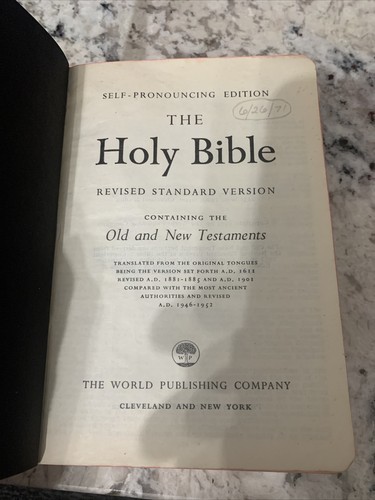 SELF-PRONOUNCING EDITION
6/26/71
THE
Holy Bible
REVISED STANDARD VERSION
CONTAINING THE
Old and New Testaments
TRANSLATED FROM THE ORIGINAL TONGUES
BEING THE VERSION SET FORTH A.D. 1611
REVISED A.D. 1881-1885 AND A.D. 1901
COMPARED WITH THE MOST ANCIENT
AUTHORITIES AND REVISED
A.D. 1946-1952
W P
THE WORLD PUBLISHING COMPANY
CLEVELAND AND NEW YORK